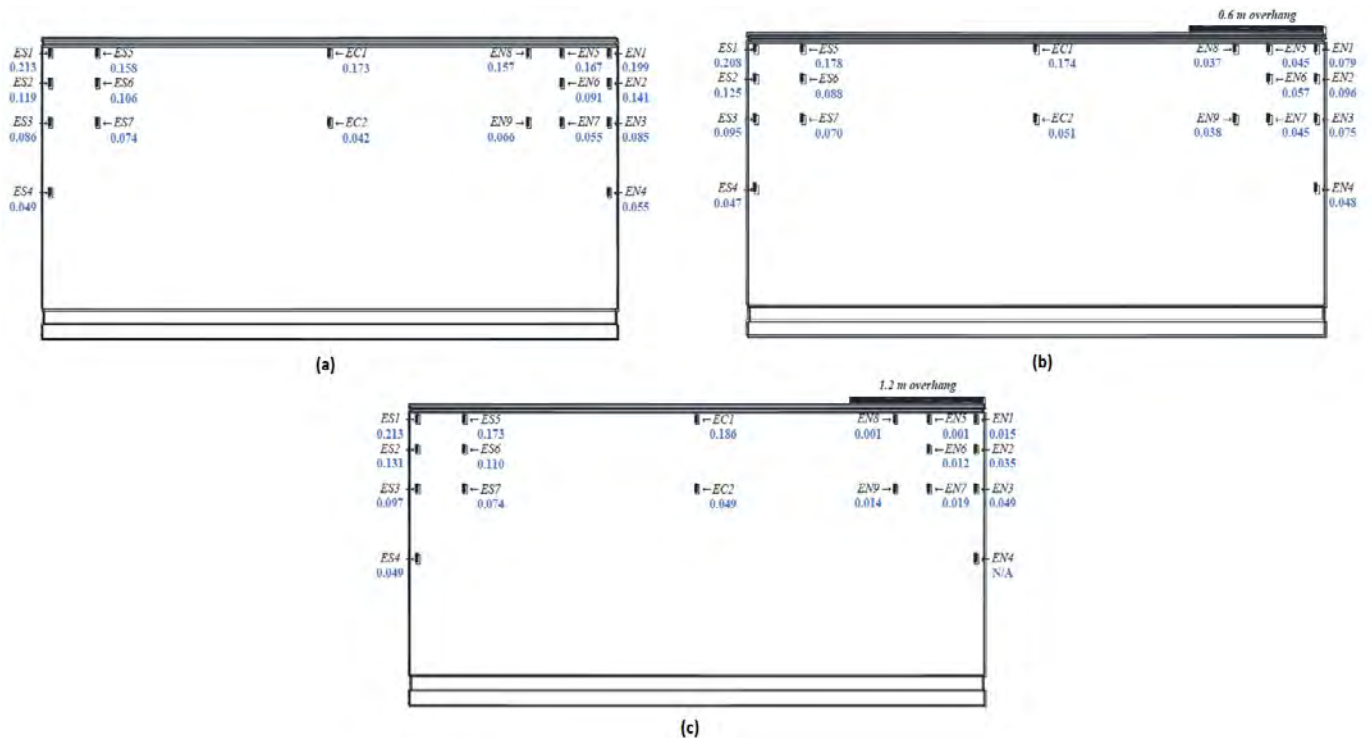 ES1 ←ES5 ←EC1 EN8→ ←EN5 EN1
0.213 0.158 0.173 0.157 0.167 0.199
ES2 ←ES6 ←EN6 EN2
0.119 0.106 0.091 0.141
ES3 ←ES7 ←EC2 EN9→ ←EN7 EN3
0.086 0.074 0.042 0.066 0.055 0.085
ES4 EN4
0.049 0.055
(a)
0.6 m overhang
ES1 ←ES5 ←EC1 EN8→ ←EN5 EN1
0.208 0.178 0.174 0.037 0.045 0.079
ES2 ←ES6 ←EN6 EN2
0.125 0.088 0.057 0.096
ES3 ←ES7 ←EC2 EN9→ ←EN7 EN3
0.095 0.070 0.051 0.038 0.045 0.075
ES4 EN4
0.047 0.048
(b)
1.2 m overhang
ES1 ←ES5 ←EC1 EN8→ ←EN5 EN1
0.213 0.173 0.186 0.001 0.001 0.015
ES2 ←ES6 ←EN6 EN2
0.131 0.110 0.012 0.035
ES3 ←ES7 ←EC2 EN9→ ←EN7 EN3
0.097 0.074 0.049 0.014 0.019 0.049
ES4 EN4
0.049 N/A
(c)